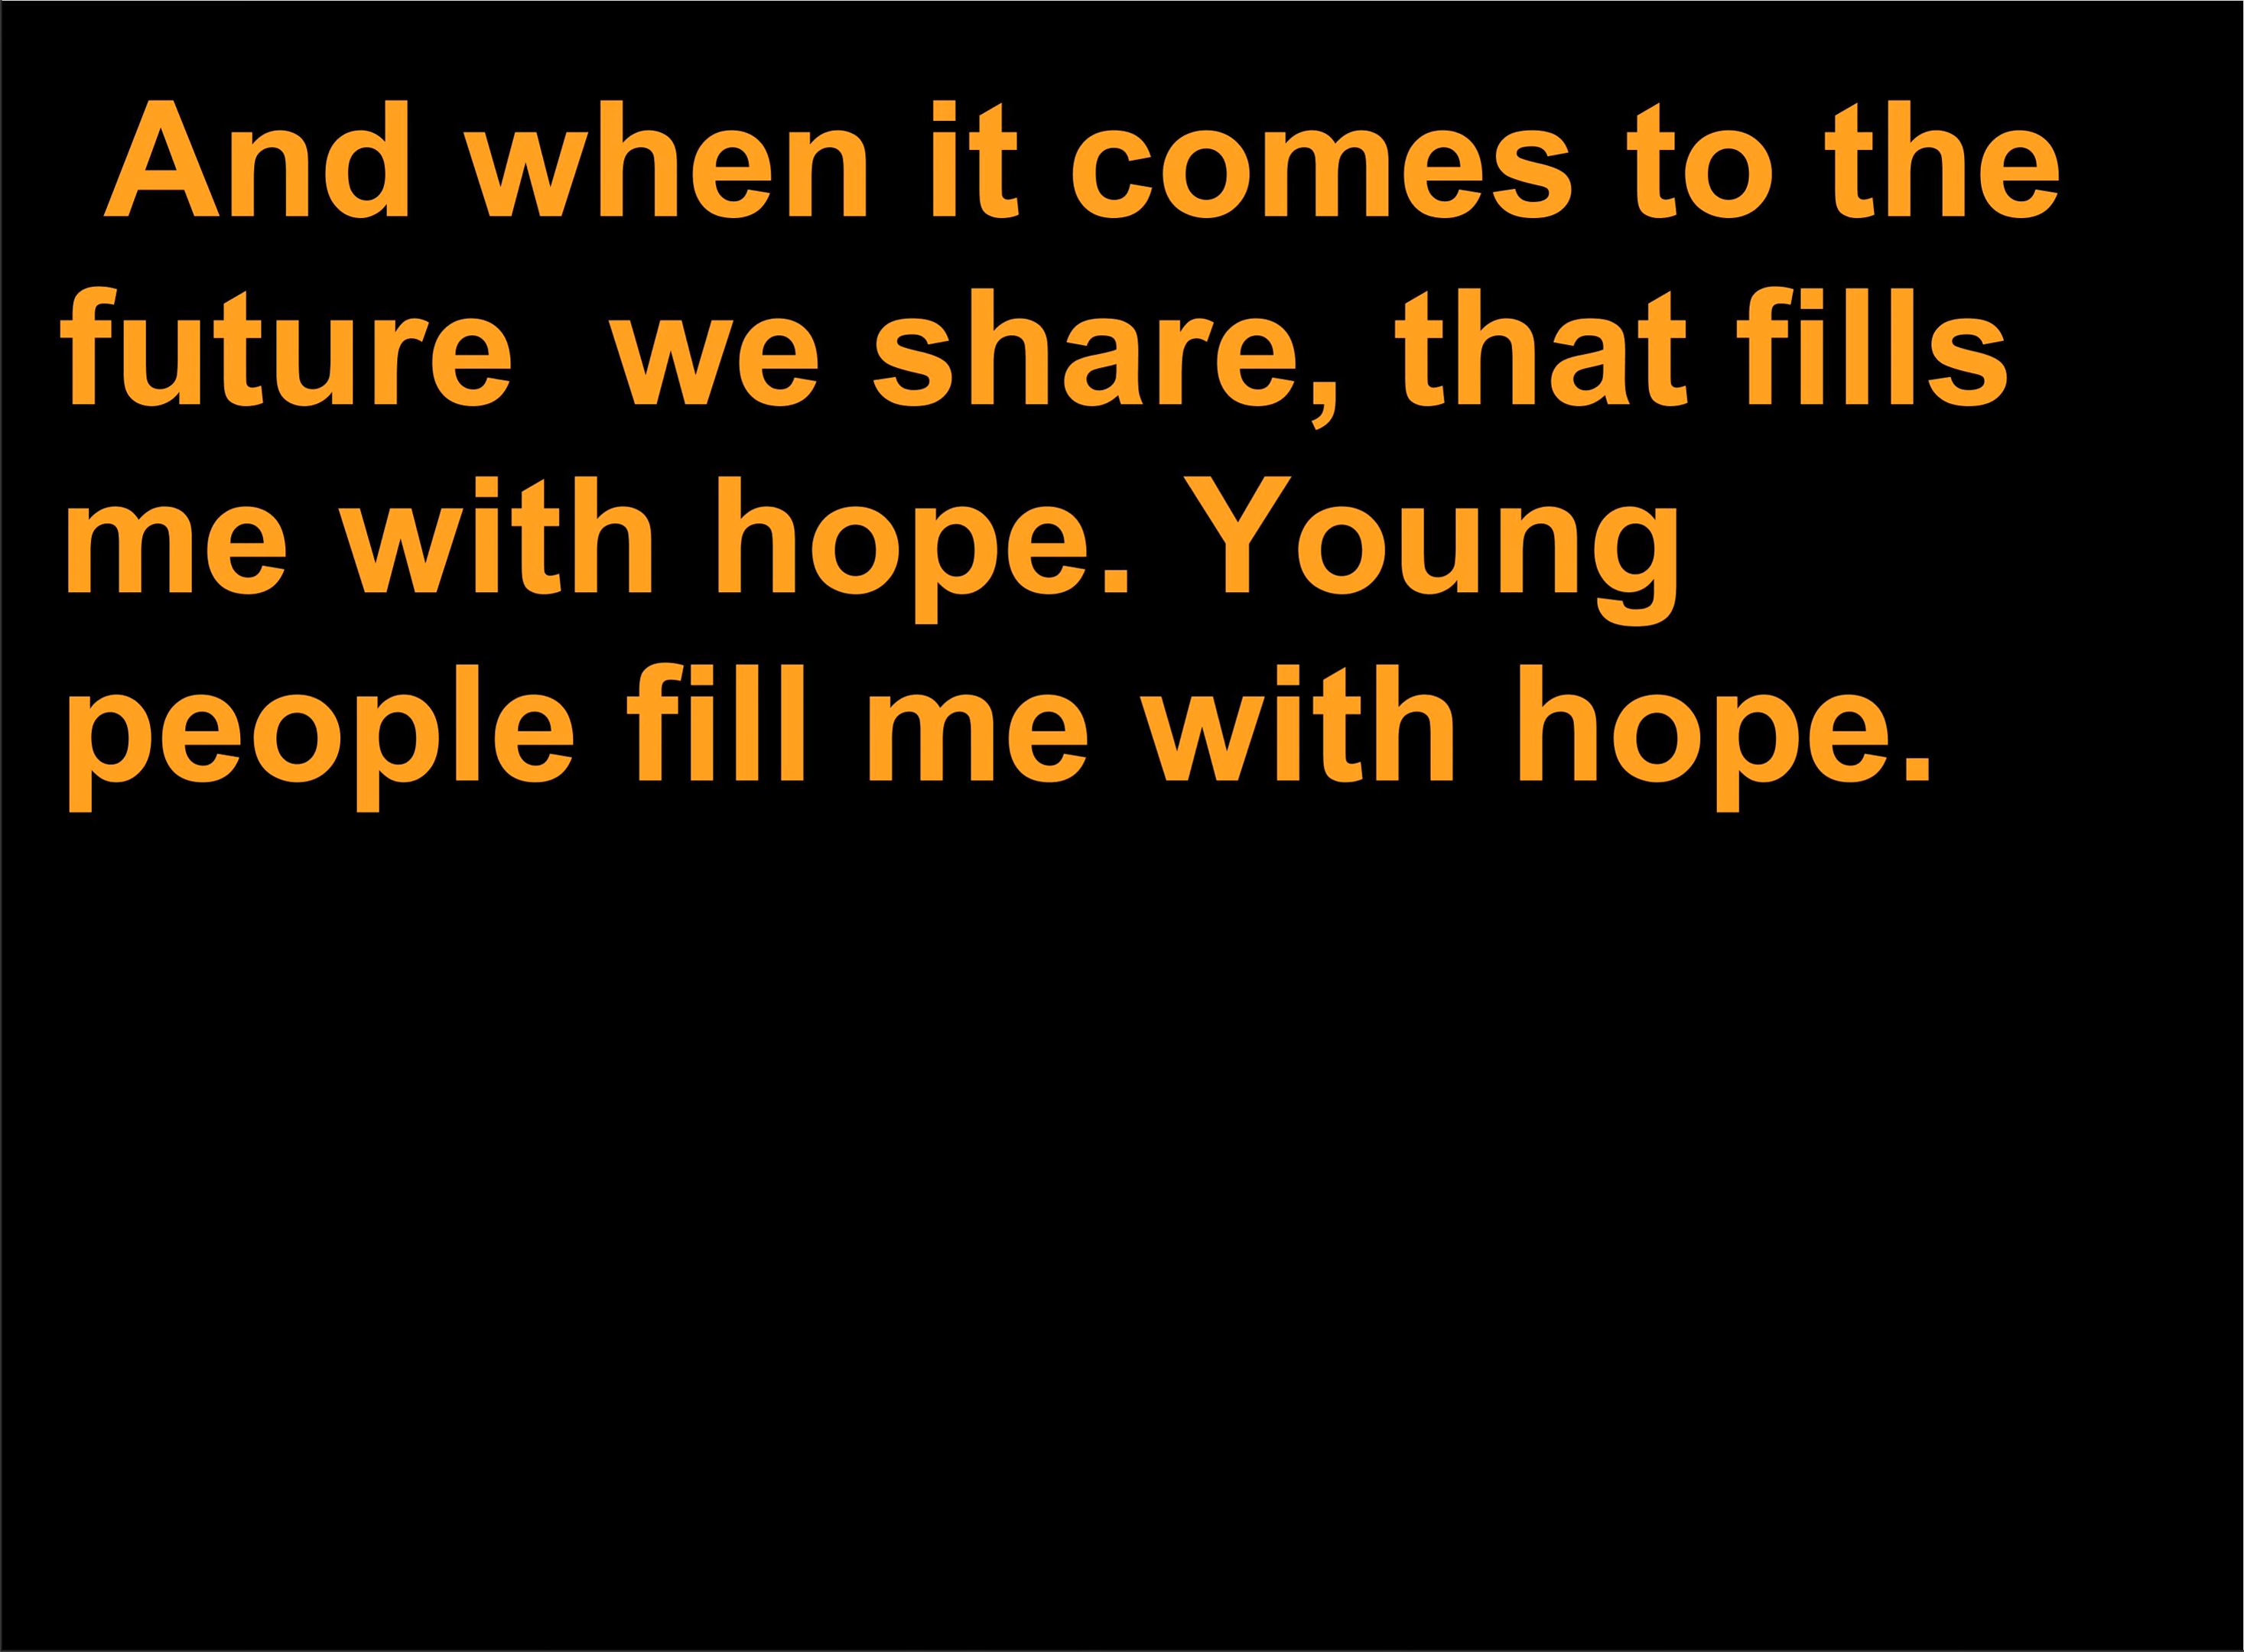 And when it comes to the
future  we share, that fills
me with hope. Young
people fill me with hope.